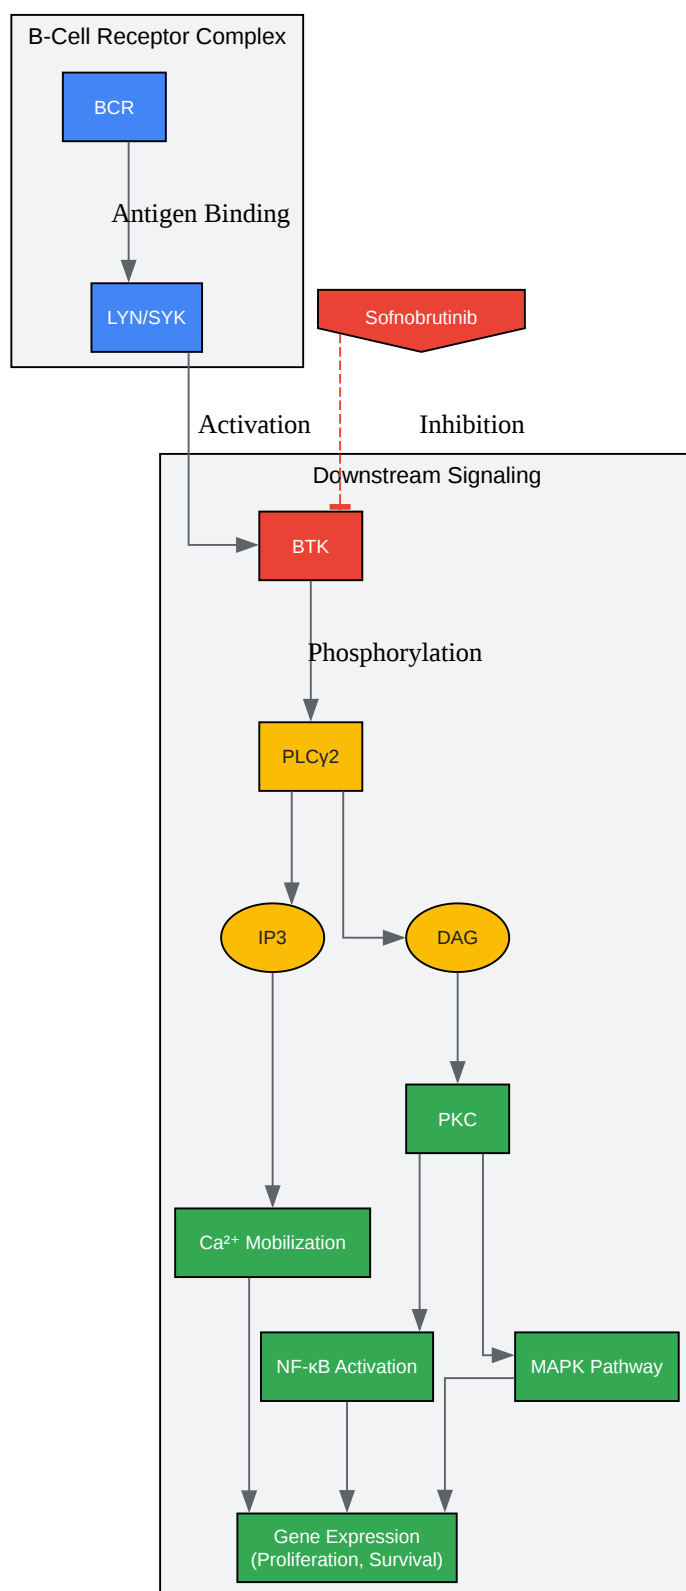 B-Cell Receptor Complex
BCR
Antigen Binding
LYN/SYK
Sofnobrutinib
Activation
Inhibition
Downstream Signaling
BTK
Phosphorylation
PLCγ2
IP3
DAG
PKC
Ca²⁺ Mobilization
NF-κB Activation
MAPK Pathway
Gene Expression
(Proliferation, Survival)